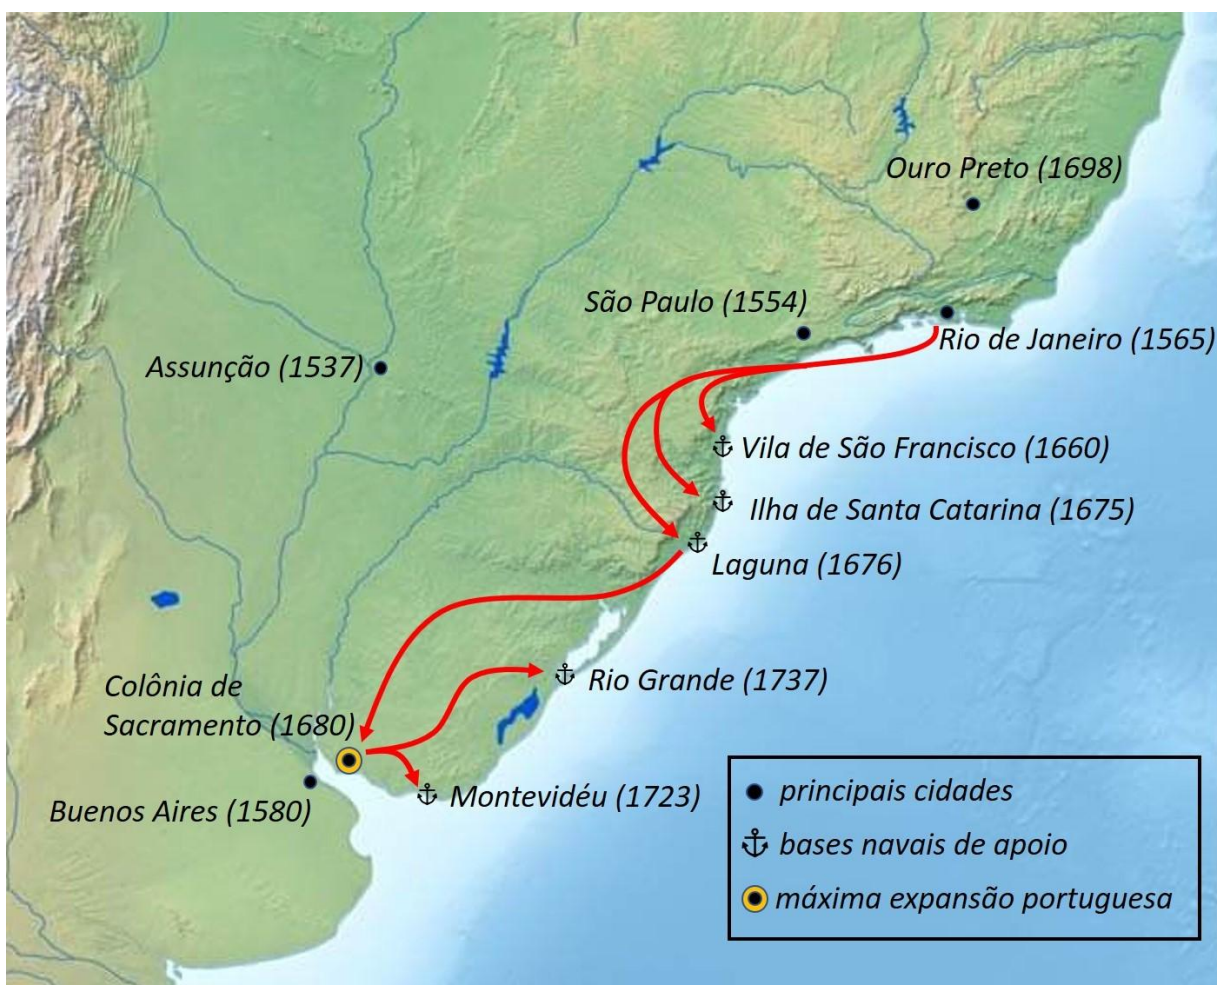 Ouro Preto (1698)
São Paulo (1554)
Rio de Janeiro (1565)
Assunção (1537)
Vila de São Francisco (1660)
Ilha de Santa Catarina (1675)
Laguna (1676)
Rio Grande (1737)
Colônia de
Sacramento (1680)
Buenos Aires (1580)
Montevidéu (1723)
principais cidades
bases navais de apoio
máxima expansão portuguesa